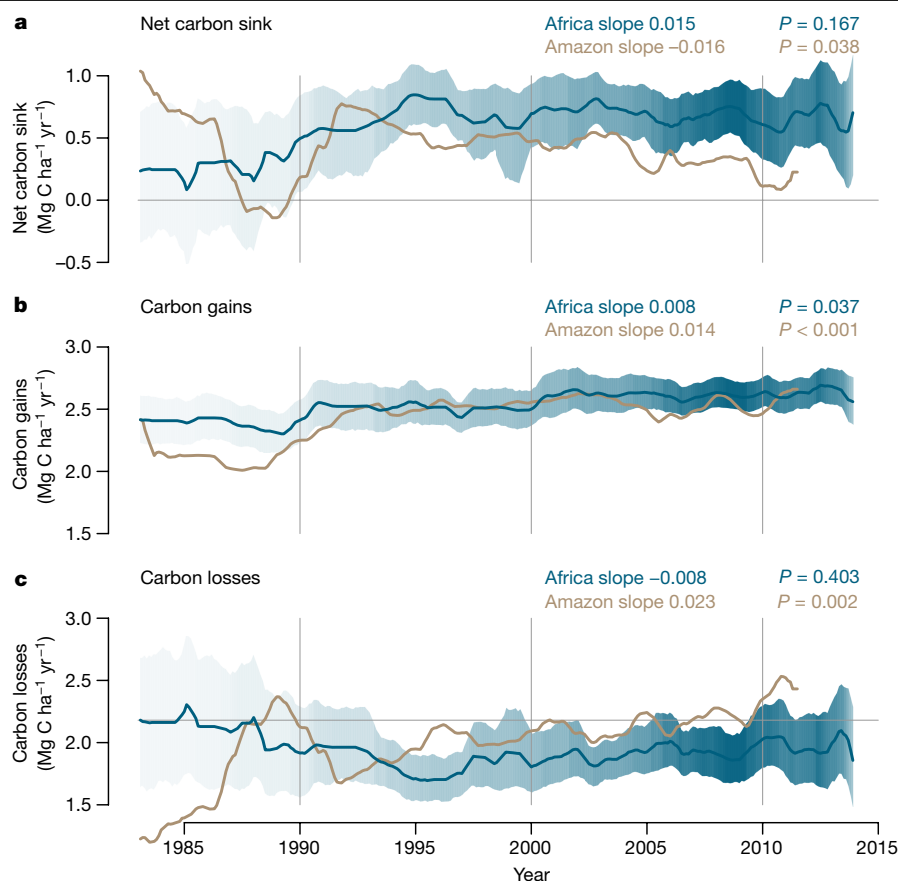 a Net carbon sink Africa slope 0.015 P = 0.167
Amazon slope −0.016 P = 0.038
1.0
0.5
0.0
−0.5
Net carbon sink
(Mg C ha⁻¹ yr⁻¹)
b Carbon gains Africa slope 0.008 P = 0.037
Amazon slope 0.014 P < 0.001
3.0
2.5
2.0
1.5
Carbon gains
(Mg C ha⁻¹ yr⁻¹)
c Carbon losses Africa slope −0.008 P = 0.403
Amazon slope 0.023 P = 0.002
3.0
2.5
2.0
1.5
Carbon losses
(Mg C ha⁻¹ yr⁻¹)
1985 1990 1995 2000 2005 2010 2015
Year